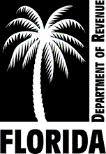 DEPARTMENT OF REVENUE
FLORIDA